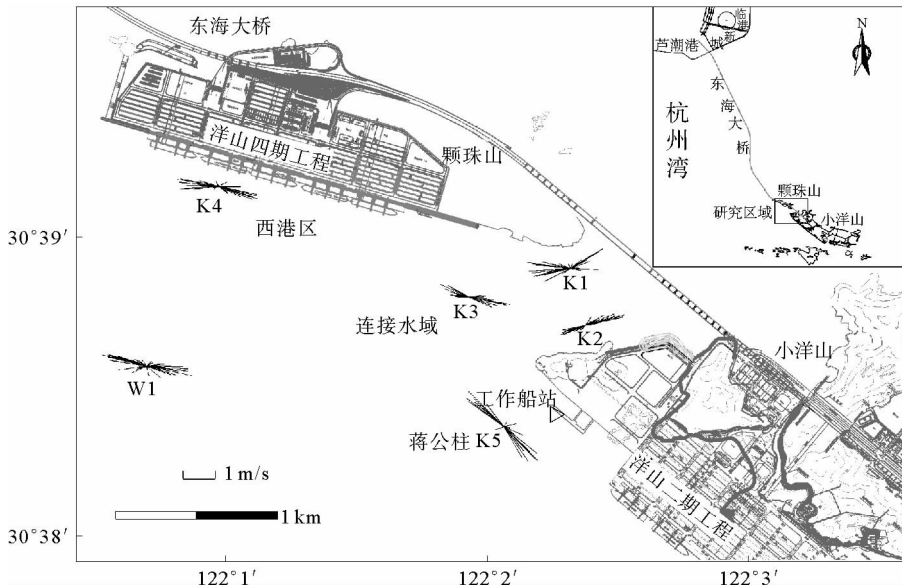 东海大桥
洋山四期工程
颗珠山
K4
西港区
30°39′
K1
K3
连接水域
K2
小洋山
W1
工作船站
蒋公柱 K5
洋山一期工程
1 m/s
1 km
30°38′
122°1′
122°2′
122°3′
临港
新
城
芦潮港
东海大桥
杭州湾
N
颗珠山
研究区域
小洋山